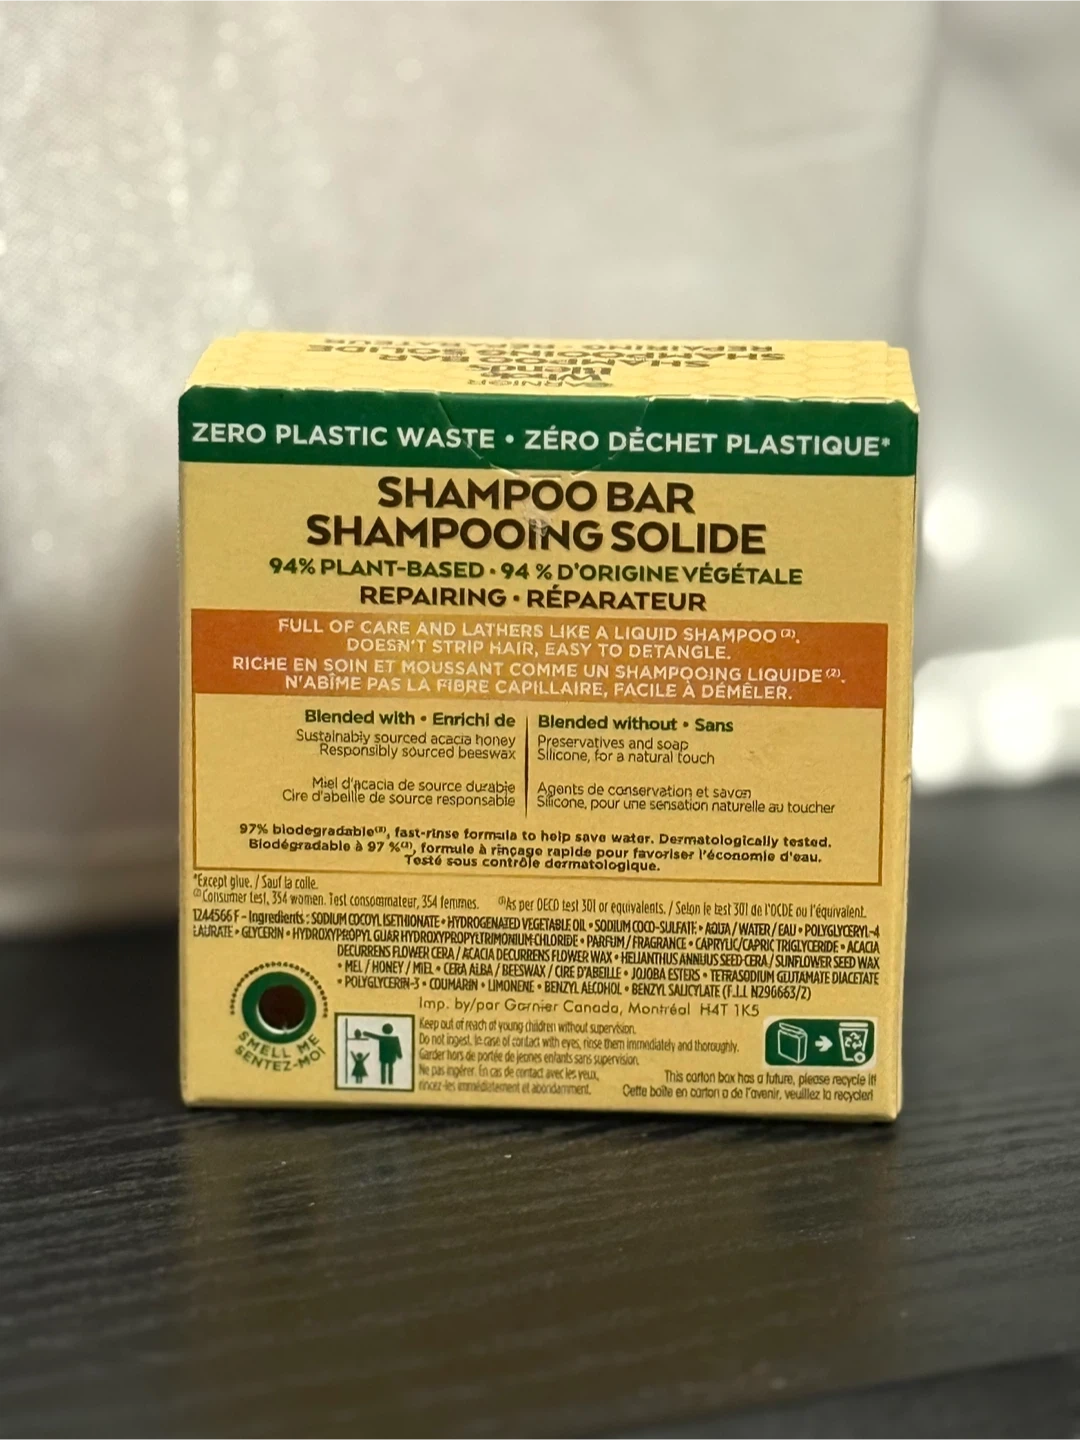 GARNIER
Whole
Blends
SHAMPOO BAR
SHAMPOOING SOLIDE
REPAIRING • RÉPARATEUR
ZERO PLASTIC WASTE • ZÉRO DÉCHET PLASTIQUE*
SHAMPOO BAR
SHAMPOOING SOLIDE
94% PLANT-BASED • 94 % D'ORIGINE VÉGÉTALE
REPAIRING • RÉPARATEUR
FULL OF CARE AND LATHERS LIKE A LIQUID SHAMPOO (2).
DOESN'T STRIP HAIR, EASY TO DETANGLE.
RICHE EN SOIN ET MOUSSANT COMME UN SHAMPOOING LIQUIDE (2).
N'ABÎME PAS LA FIBRE CAPILLAIRE, FACILE À DÉMÊLER.
Blended with • Enrichi de
Sustainably sourced acacia honey
Responsibly sourced beeswax
Miel d'acacia de source durable
Cire d'abeille de source responsable
Blended without • Sans
Preservatives and soap
Silicone, for a natural touch
Agents de conservation et savon
Silicone, pour une sensation naturelle au toucher
97% biodegradable(3), fast-rinse formula to help save water. Dermatologically tested.
Biodégradable à 97 %(3), formule à rinçage rapide pour favoriser l'économie d'eau.
Testé sous contrôle dermatologique.
*Except glue. / Sauf la colle.
(2)Consumer test, 354 women. Test consommateur, 354 femmes. (3)As per OECD test 301 or equivalents. / Selon le test 301 de l'OCDE ou l'équivalent.
1244566 F - Ingredients : SODIUM COCOYL ISETHIONATE • HYDROGENATED VEGETABLE OIL • SODIUM COCO-SULFATE • AQUA / WATER / EAU • POLYGLYCERYL-4
LAURATE • GLYCERIN • HYDROXYPROPYL GUAR HYDROXYPROPYLTRIMONIUM CHLORIDE • PARFUM / FRAGRANCE • CAPRYLIC/CAPRIC TRIGLYCERIDE • ACACIA
DECURRENS FLOWER CERA / ACACIA DECURRENS FLOWER WAX • HELIANTHUS ANNUUS SEED CERA / SUNFLOWER SEED WAX
• MEL / HONEY / MIEL • CERA ALBA / BEESWAX / CIRE D'ABEILLE • JOJOBA ESTERS • TETRASODIUM GLUTAMATE DIACETATE
• POLYGLYCERIN-3 • COUMARIN • LIMONENE • BENZYL ALCOHOL • BENZYL SALICYLATE (F.I.L N296663/2)
Imp. by/par Garnier Canada, Montréal H4T 1K5
SMELL ME
SENTEZ-MOI
Keep out of reach of young children without supervision.
Do not ingest. In case of contact with eyes, rinse them immediately and thoroughly.
Garder hors de portée de jeunes enfants sans supervision.
Ne pas ingérer. En cas de contact avec les yeux,
rincez-les immédiatement et abondamment.
This carton box has a future, please recycle it!
Cette boîte en carton a de l'avenir, veuillez la recycler!